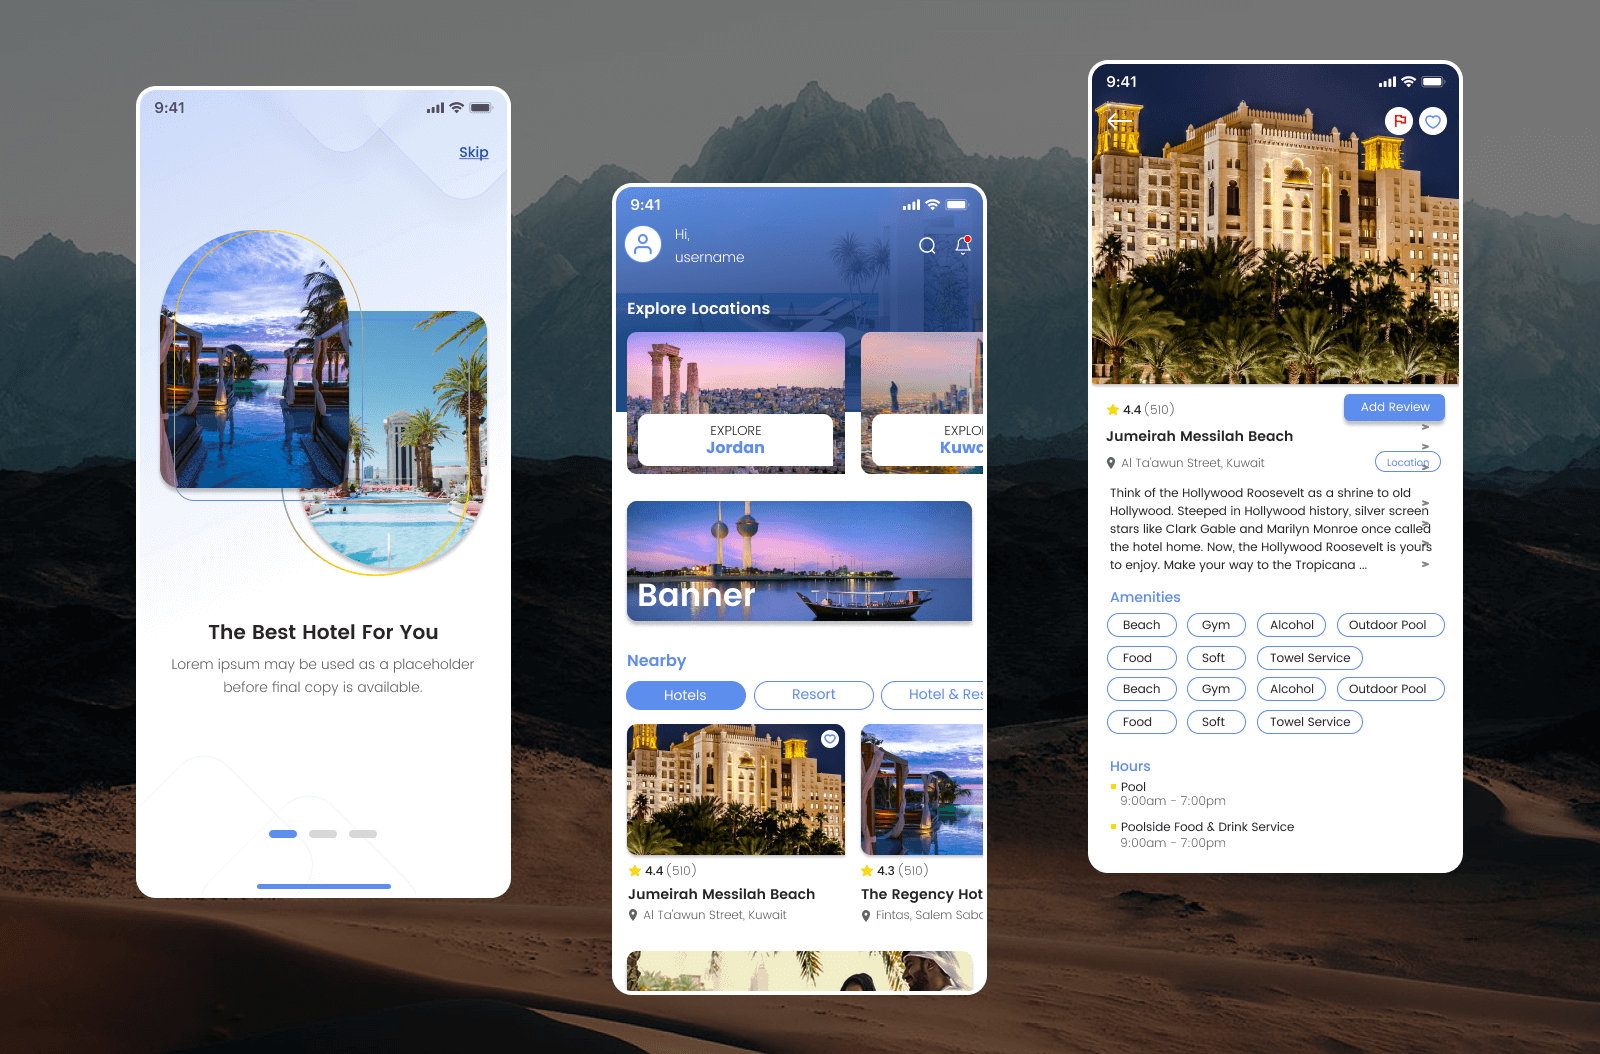 9:41
Skip
The Best Hotel For You
Lorem ipsum may be used as a placeholder
before final copy is available.
9:41
Hi,
username
Explore Locations
EXPLORE
Jordan
EXPLO
Kuwa
Banner
Nearby
Hotels
Resort
Hotel & Res
4.4 (510)
Jumeirah Messilah Beach
Al Ta'awun Street, Kuwait
4.3 (510)
The Regency Hot
Fintas, Salem Saba
9:41
4.4 (510)
Add Review
>
Jumeirah Messilah Beach
>
Al Ta'awun Street, Kuwait
Location
>
Think of the Hollywood Roosevelt as a shrine to old
>
Hollywood. Steeped in Hollywood history, silver screen
stars like Clark Gable and Marilyn Monroe once called
>
the hotel home. Now, the Hollywood Roosevelt is yours
>
to enjoy. Make your way to the Tropicana ...
>
Amenities
Beach
Gym
Alcohol
Outdoor Pool
Food
Soft
Towel Service
Beach
Gym
Alcohol
Outdoor Pool
Food
Soft
Towel Service
Hours
Pool
9:00am - 7:00pm
Poolside Food & Drink Service
9:00am - 7:00pm